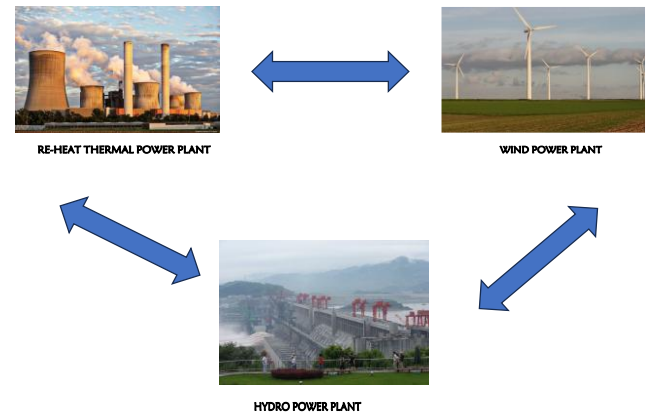 RE-HEAT THERMAL POWER PLANT
WIND POWER PLANT
HYDRO POWER PLANT